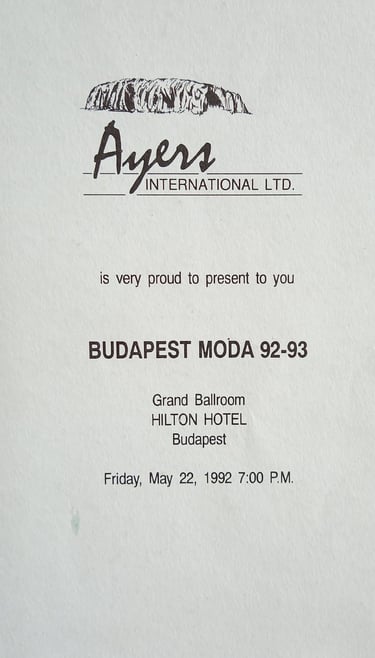 Ayers
INTERNATIONAL LTD.
is very proud to present to you
BUDAPEST MODA 92-93
Grand Ballroom
HILTON HOTEL
Budapest
Friday, May 22, 1992 7:00 P.M.